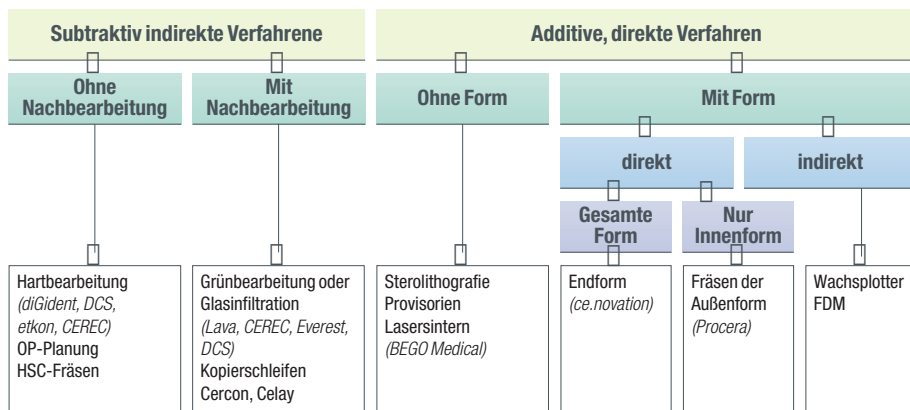 Subtraktiv indirekte Verfahrene
Additive, direkte Verfahren
Ohne
Nachbearbeitung
Mit
Nachbearbeitung
Ohne Form
Mit Form
direkt
indirekt
Gesamte
Form
Nur
Innenform
Hartbearbeitung
(diGident, DCS,
etkon, CEREC)
OP-Planung
HSC-Fräsen
Grünbearbeitung oder
Glasinfiltration
(Lava, CEREC, Everest,
DCS)
Kopierschleifen
Cercon, Celay
Sterolithografie
Provisorien
Lasersintern
(BEGO Medical)
Endform
(ce.novation)
Fräsen der
Außenform
(Procera)
Wachsplotter
FDM